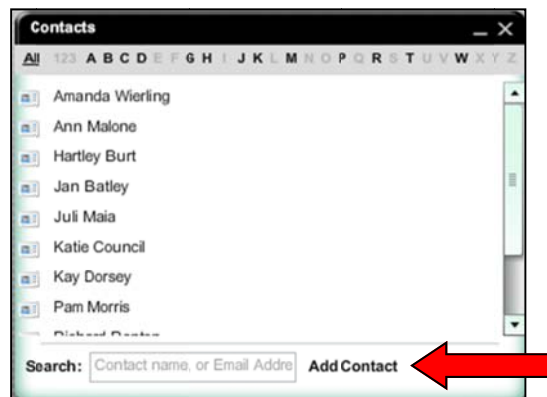 Contacts
All 123 A B C D E F G H I J K L M N O P Q R S T U V W X Y Z
Amanda Wierling
Ann Malone
Hartley Burt
Jan Batley
Juli Maia
Katie Council
Kay Dorsey
Pam Morris
Search: Contact name, or Email Addre Add Contact